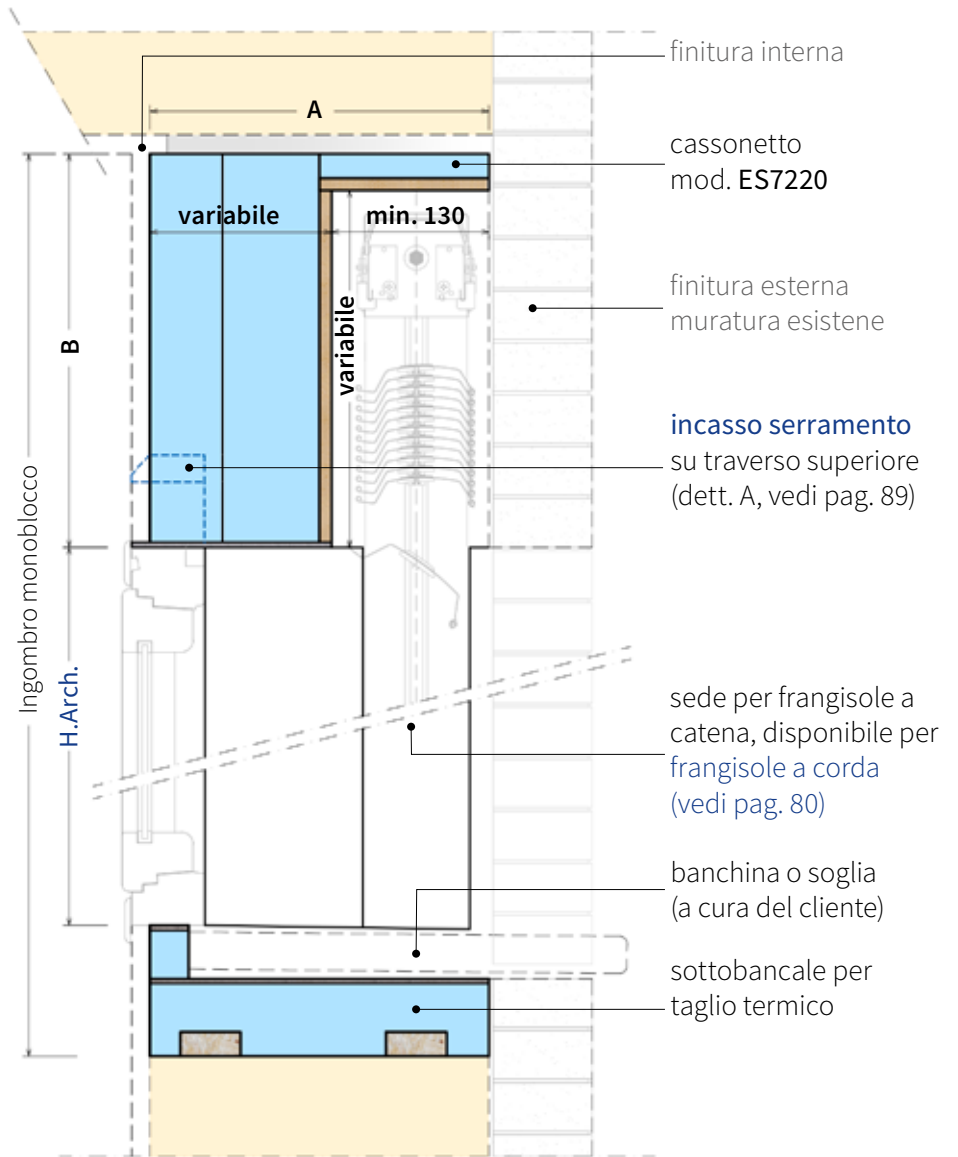 finitura interna
A
cassonetto
mod. ES7220
variabile
min. 130
finitura esterna
muratura esistene
variabile
B
incasso serramento
su traverso superiore
(dett. A, vedi pag. 89)
Ingombro monoblocco
H.Arch.
sede per frangisole a
catena, disponibile per
frangisole a corda
(vedi pag. 80)
banchina o soglia
(a cura del cliente)
sottobancale per
taglio termico